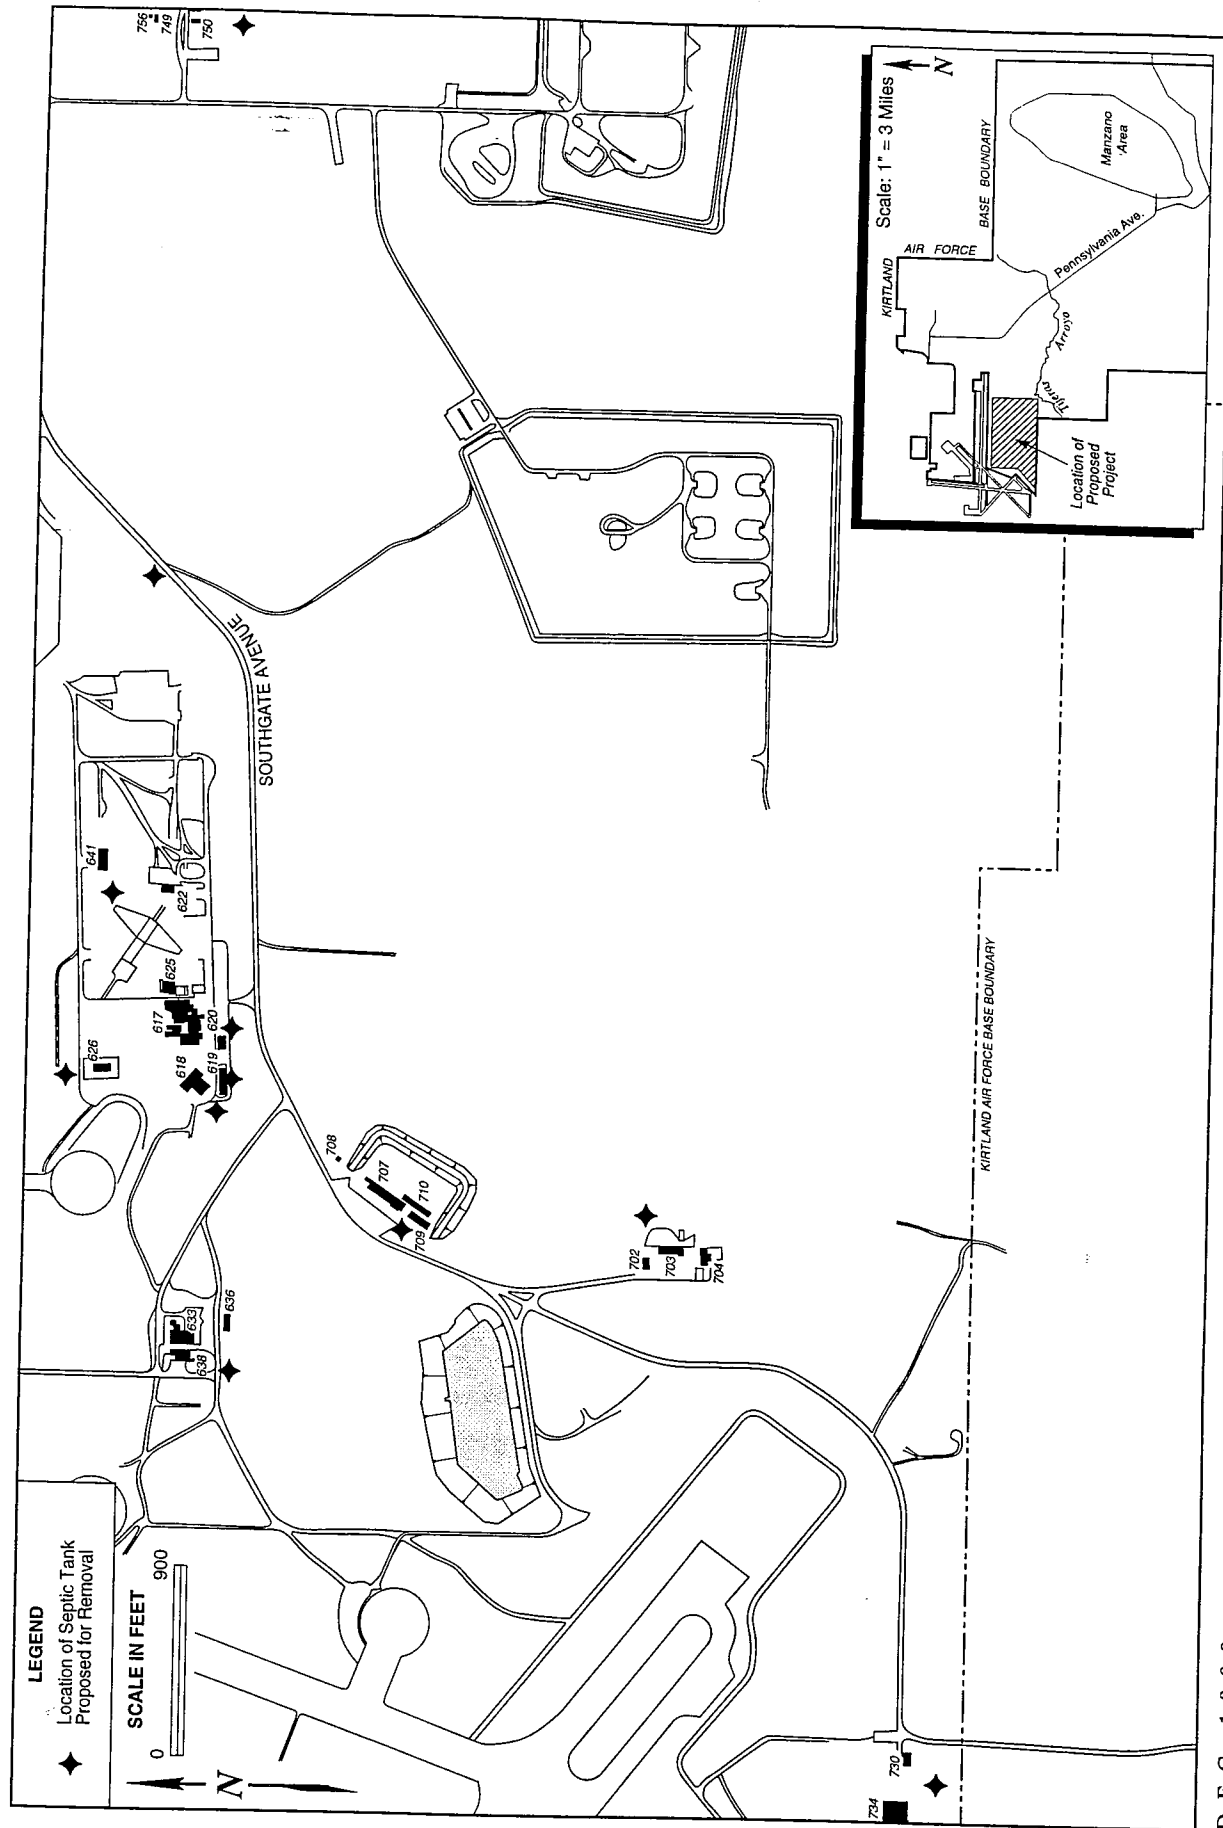 LEGEND
Location of Septic Tank
Proposed for Removal
SCALE IN FEET
0
900
N
SOUTHGATE AVENUE
756
749
750
641
622
625
617
620
626
618
619
708
707
710
709
636
633
638
702
703
704
730
734
KIRTLAND AIR FORCE BASE BOUNDARY
Scale: 1" = 3 Miles
N
KIRTLAND
AIR FORCE
BASE BOUNDARY
Manzano
Area
Pennsylvania Ave.
Tijeras
Arroyo
Location of
Proposed
Project